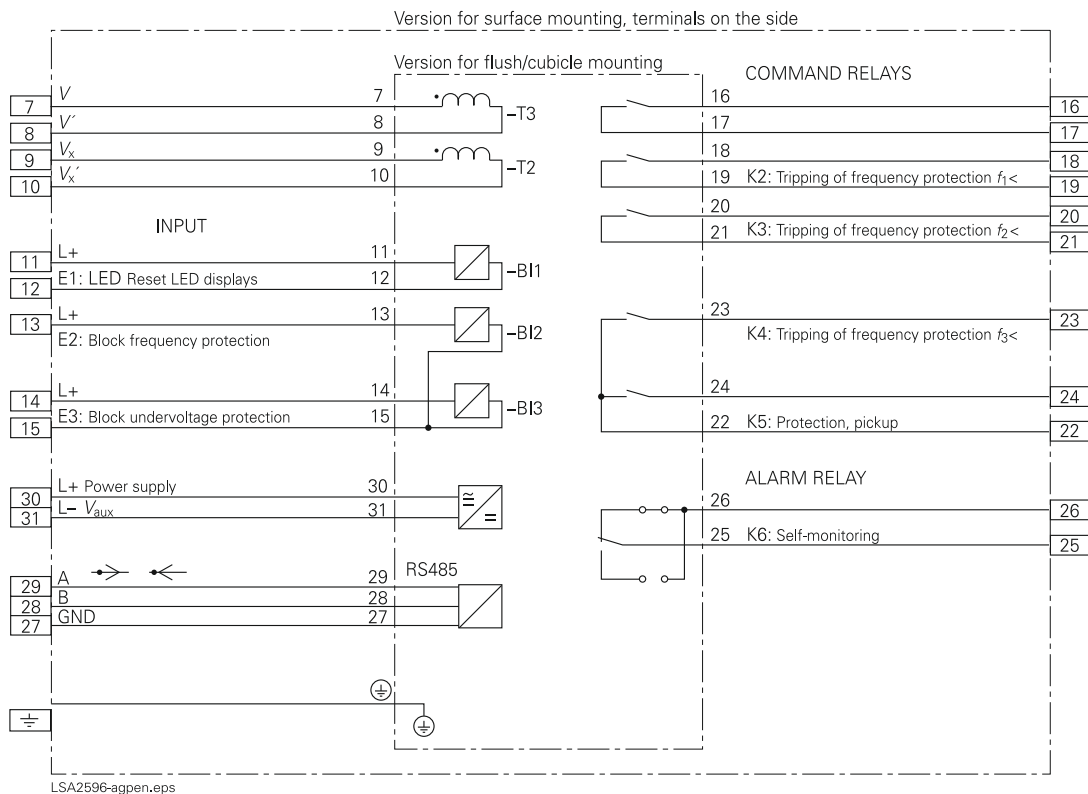 Version for surface mounting, terminals on the side
Version for flush/cubicle mounting
COMMAND RELAYS
7 V 7
8 V´ 8
–T3
9 Vx 9
10 Vx´ 10
–T2
INPUT
11 L+ 11
12 E1: LED Reset LED displays 12
–BI1
13 L+ 13
E2: Block frequency protection
–BI2
14 L+ 14
15 E3: Block undervoltage protection 15
–BI3
30 L+ Power supply 30
31 L– Vaux 31
≅
=
29 A 29
28 B 28
27 GND 27
RS485
16 16
17 17
18 18
19 K2: Tripping of frequency protection f1< 19
20 20
21 K3: Tripping of frequency protection f2< 21
23 23
K4: Tripping of frequency protection f3<
24 24
22 K5: Protection, pickup 22
ALARM RELAY
26 26
25 K6: Self-monitoring 25
LSA2596-agpen.eps